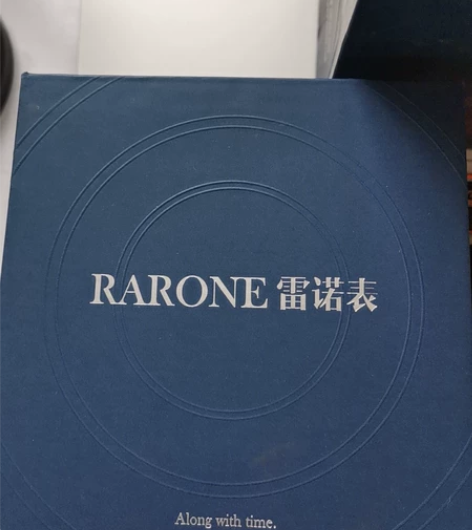 RARONE 雷诺表
Along with time.